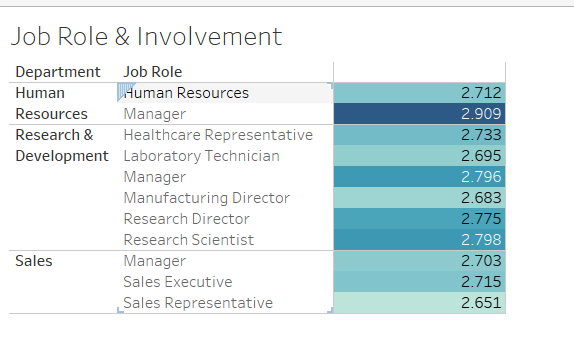 Job Role & Involvement
Department Job Role
Human Human Resources 2.712
Resources Manager 2.909
Research & Healthcare Representative 2.733
Development Laboratory Technician 2.695
Manager 2.796
Manufacturing Director 2.683
Research Director 2.775
Research Scientist 2.798
Sales Manager 2.703
Sales Executive 2.715
Sales Representative 2.651